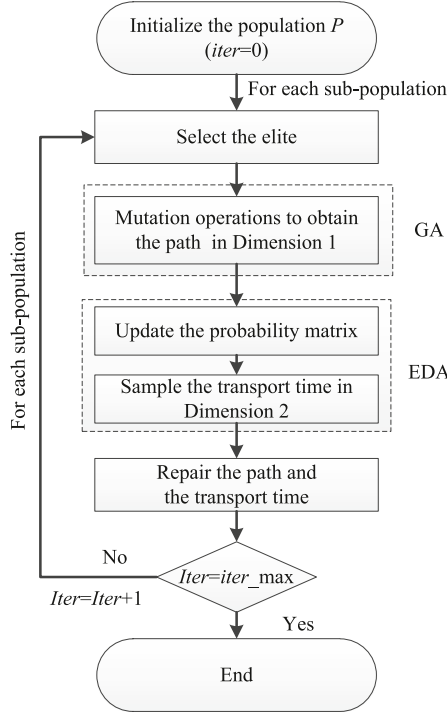 Initialize the population P
(iter=0)
For each sub-population
Select the elite
Mutation operations to obtain
the path in Dimension 1
GA
Update the probability matrix
Sample the transport time in
Dimension 2
EDA
Repair the path and
the transport time
For each sub-population
No
Iter=iter_max
Iter=Iter+1
Yes
End